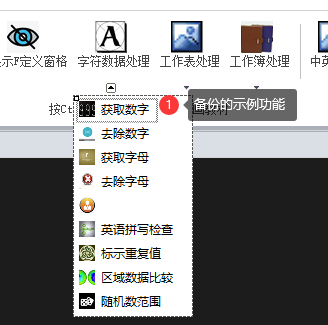 示F定义窗格 字符数据处理 工作表处理 工作簿处理 中英
按Ct
获取数字
1 备份的示例功能
去除数字
获取字母
去除字母
英语拼写检查
标示重复值
区域数据比较
随机数范围